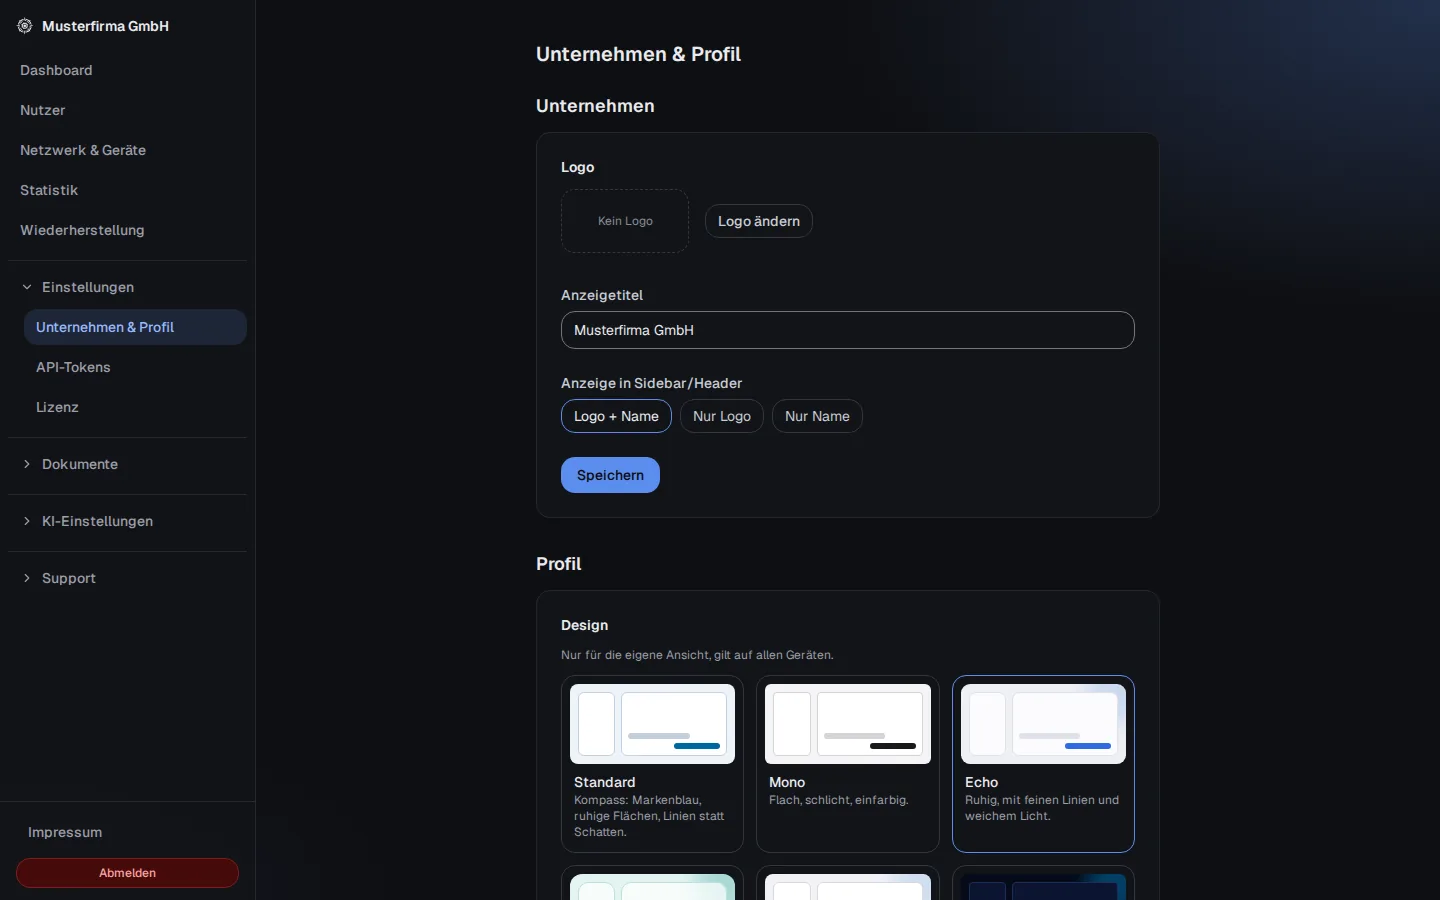 Musterfirma GmbH
Dashboard
Nutzer
Netzwerk & Geräte
Statistik
Wiederherstellung
Einstellungen
Unternehmen & Profil
API-Tokens
Lizenz
Dokumente
KI-Einstellungen
Support
Impressum
Abmelden
Unternehmen & Profil
Unternehmen
Logo
Kein Logo
Logo ändern
Anzeigetitel
Musterfirma GmbH
Anzeige in Sidebar/Header
Logo + Name
Nur Logo
Nur Name
Speichern
Profil
Design
Nur für die eigene Ansicht, gilt auf allen Geräten.
Standard
Kompass: Markenblau,
ruhige Flächen, Linien statt
Schatten.
Mono
Flach, schlicht, einfarbig.
Echo
Ruhig, mit feinen Linien und
weichem Licht.